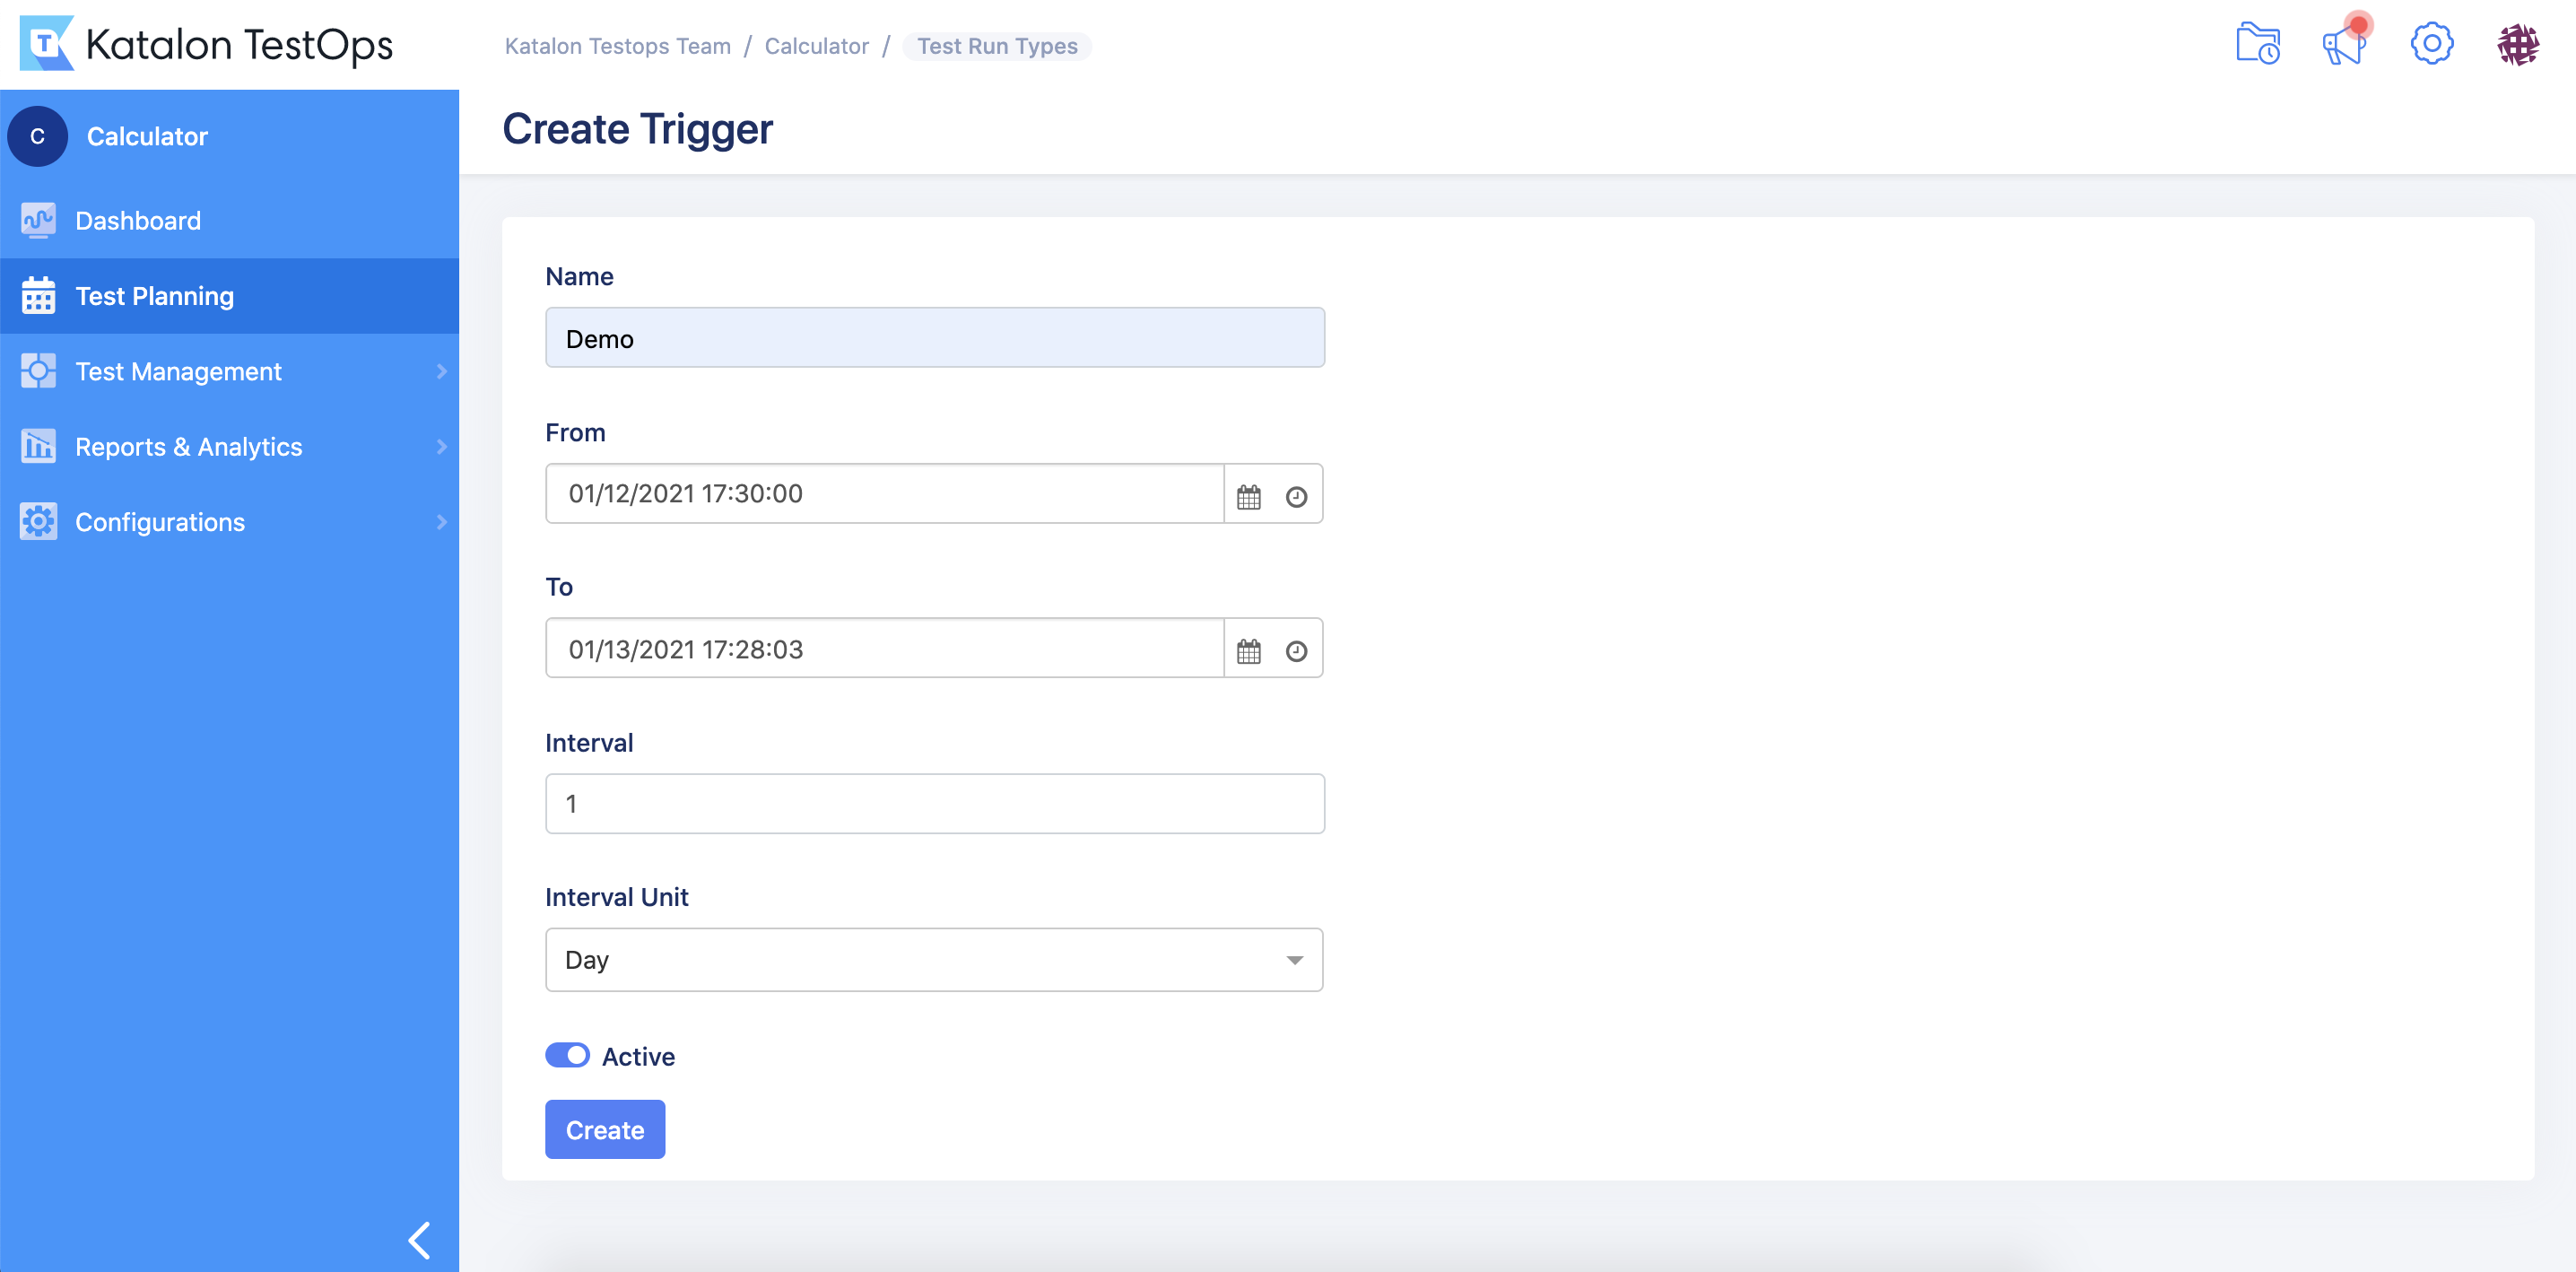 Katalon TestOps
Katalon Testops Team / Calculator / Test Run Types
Create Trigger
C Calculator
Dashboard
Test Planning
Test Management
Reports & Analytics
Configurations
Name
Demo
From
01/12/2021 17:30:00
To
01/13/2021 17:28:03
Interval
1
Interval Unit
Day
Active
Create